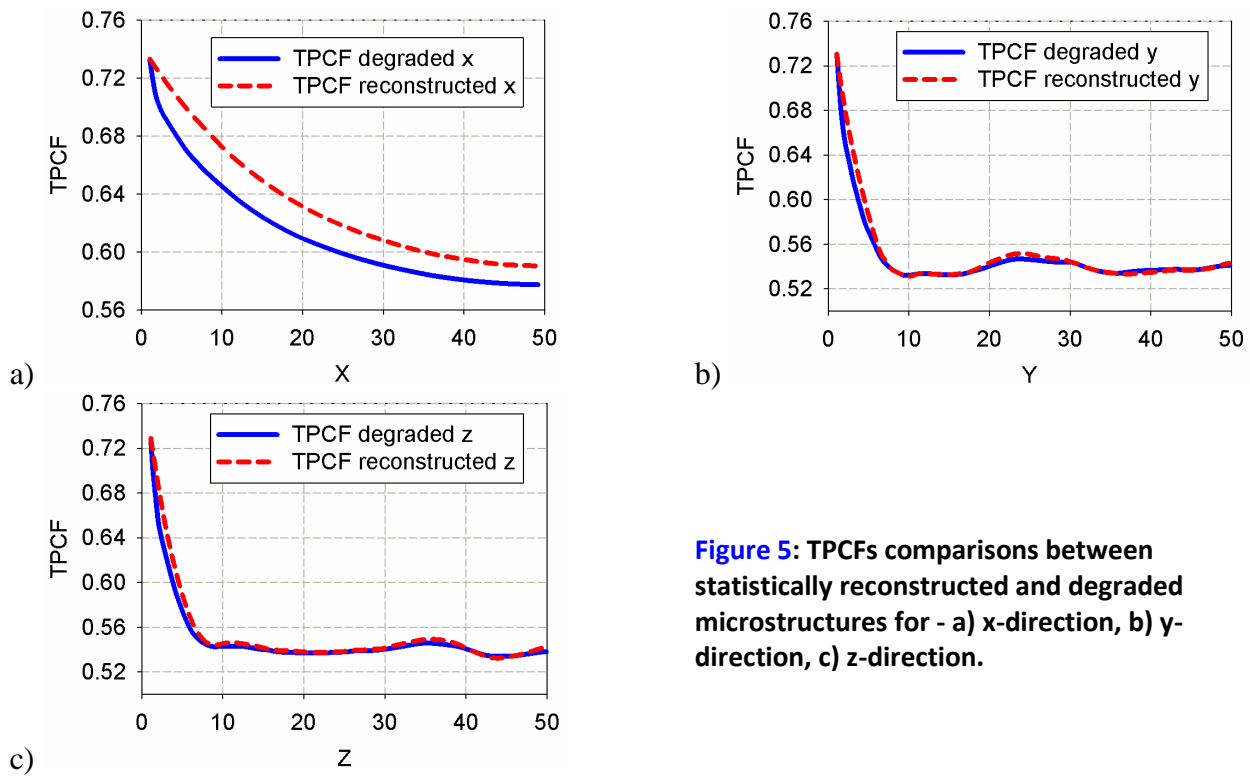 0.76
0.72
0.68
0.64
0.60
0.56
TPCF
TPCF degraded x
TPCF reconstructed x
0 10 20 30 40 50
X
a)
0.76
0.72
0.68
0.64
0.60
0.56
0.52
TPCF
TPCF degraded y
TPCF reconstructed y
0 10 20 30 40 50
Y
b)
0.76
0.72
0.68
0.64
0.60
0.56
0.52
TPCF
TPCF degraded z
TPCF reconstructed z
0 10 20 30 40 50
Z
c)
Figure 5: TPCFs comparisons between
statistically reconstructed and degraded
microstructures for - a) x-direction, b) y-
direction, c) z-direction.